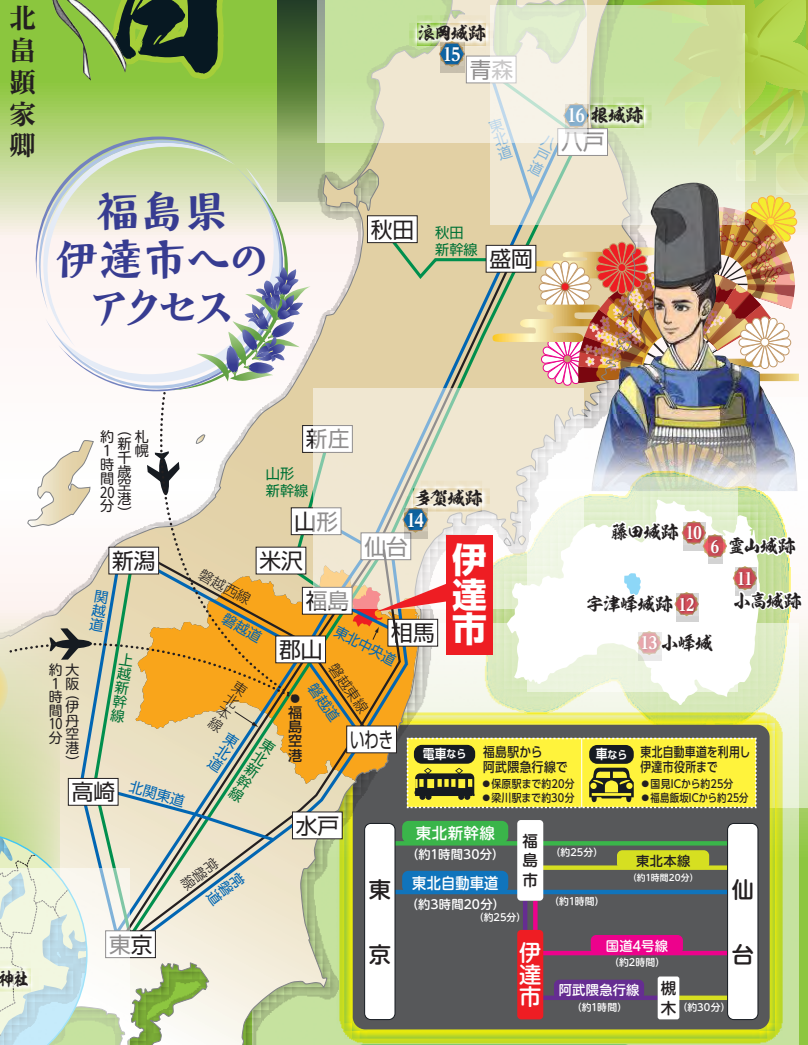 北畠顕家卿
福島県
伊達市への
アクセス
浪岡城跡
15
青森
16 根城跡
八戸
東北道
八戸道
秋田
秋田
新幹線
盛岡
札幌
(新千歳空港)
約1時間20分
新庄
山形
新幹線
山形
多賀城跡
14
仙台
米沢
新潟
福島
伊達市
相馬
東北中央道
磐越西線
磐越道
関越道
上越新幹線
郡山
磐越東線
磐越道
大阪(伊丹空港)
約1時間10分
東北本線
東北道
東北新幹線
福島空港
いわき
高崎
北関東道
水戸
常磐線
常磐道
東京
神社
藤田城跡 10
6 霊山城跡
11
小高城跡
宇津峰城跡 12
13 小峰城
電車なら
福島駅から
阿武隈急行線で
●保原駅まで約20分
●梁川駅まで約30分
車なら
東北自動車道を利用し
伊達市役所まで
●国見ICから約25分
●福島飯坂ICから約25分
東京
東北新幹線
(約1時間30分)
福島市
(約25分)
東北本線
(約1時間20分)
東北自動車道
(約3時間20分)
(約1時間)
(約25分)
伊達市
国道4号線
(約2時間)
阿武隈急行線
(約1時間)
槻木
(約30分)
仙台